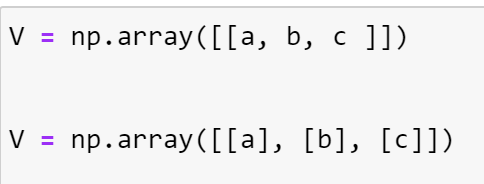 V = np.array([[a, b, c ]])
V = np.array([[a], [b], [c]])